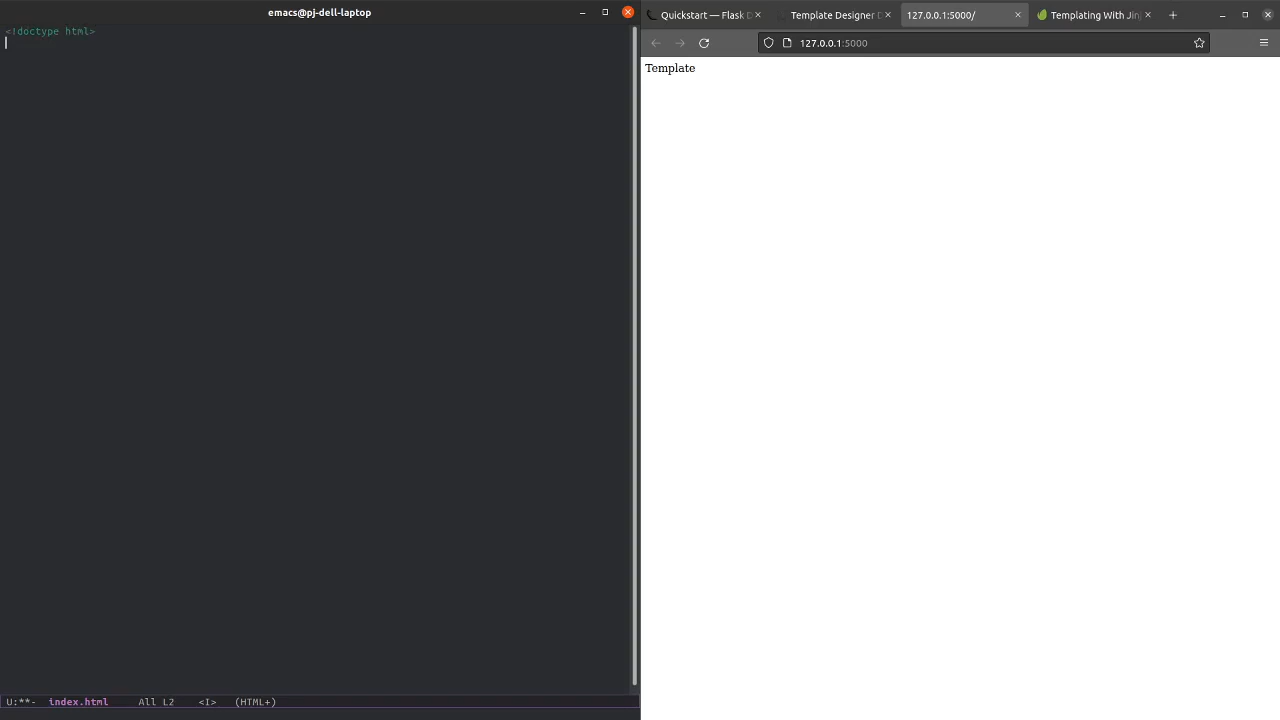 emacs@pj-dell-laptop
<!doctype html>
U:**- index.html All L2 <I> (HTML+)
Quickstart — Flask D
Template Designer D
127.0.0.1:5000/
Templating With Jinj
127.0.0.1:5000
Template